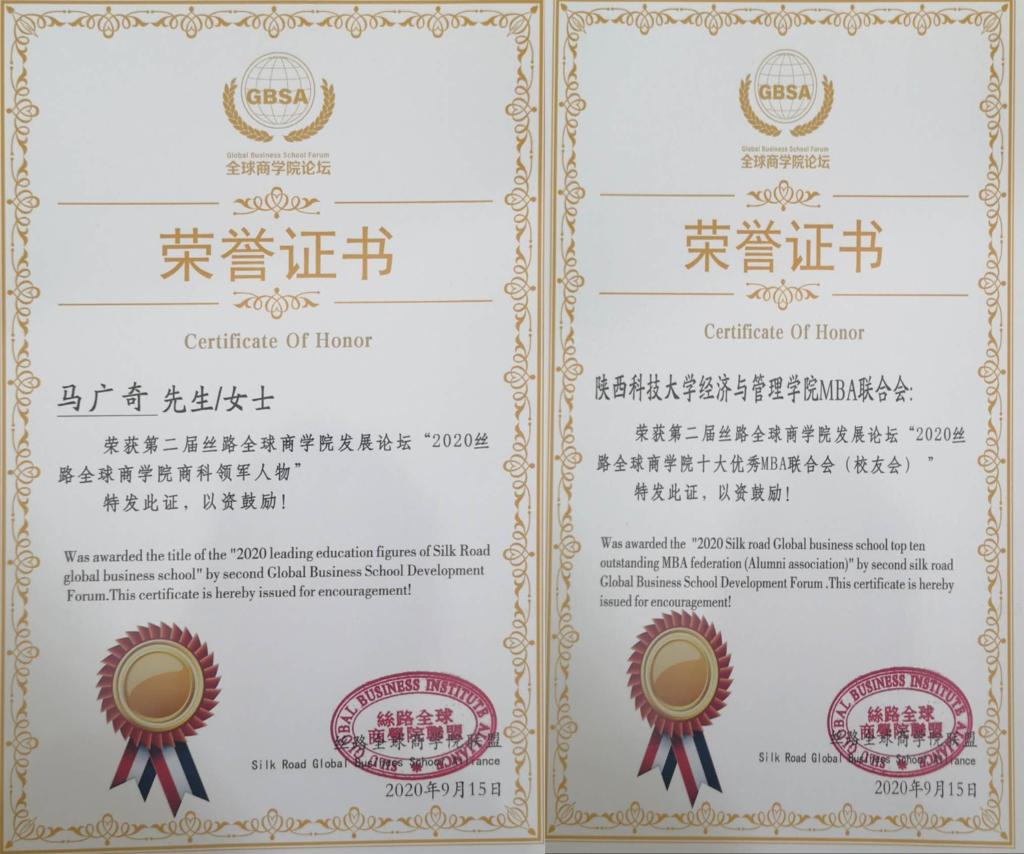 GBSA
Global Business School Forum
全球商学院论坛
荣誉证书
Certificate Of Honor
马广奇 先生/女士
荣获第二届丝路全球商学院发展论坛“2020丝
路全球商学院商科领军人物”
特发此证，以资鼓励！
Was awarded the title of the "2020 leading education figures of Silk Road
global business school" by second Global Business School Development
Forum.This certificate is hereby issued for encouragement!
絲路全球
商學院聯盟
丝路全球商学院联盟
Silk Road Global Business School Alliance
2020年9月15日
GBSA
Global Business School Forum
全球商学院论坛
荣誉证书
Certificate Of Honor
陕西科技大学经济与管理学院MBA联合会:
荣获第二届丝路全球商学院发展论坛“2020丝
路全球商学院十大优秀MBA联合会（校友会）”
特发此证，以资鼓励！
Was awarded the "2020 Silk road Global business school top ten
outstanding MBA federation (Alumni association)" by second silk road
Global Business School Development Forum .This certificate is hereby
issued for encouragement!
絲路全球
商學院聯盟
丝路全球商学院联盟
Silk Road Global Business School Alliance
2020年9月15日